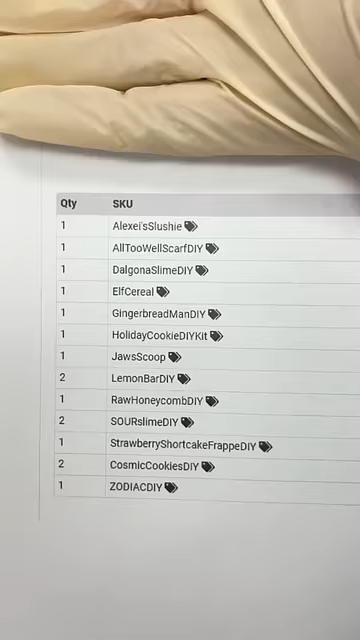 Qty SKU
1 Alexei'sSlushie
1 AllTooWellScarfDIY
1 DalgonaSlimeDIY
1 ElfCereal
1 GingerbreadManDIY
1 HolidayCookieDIYKit
1 JawsScoop
2 LemonBarDIY
1 RawHoneycombDIY
2 SOURslimeDIY
1 StrawberryShortcakeFrappeDIY
2 CosmicCookiesDIY
1 ZODIACDIY